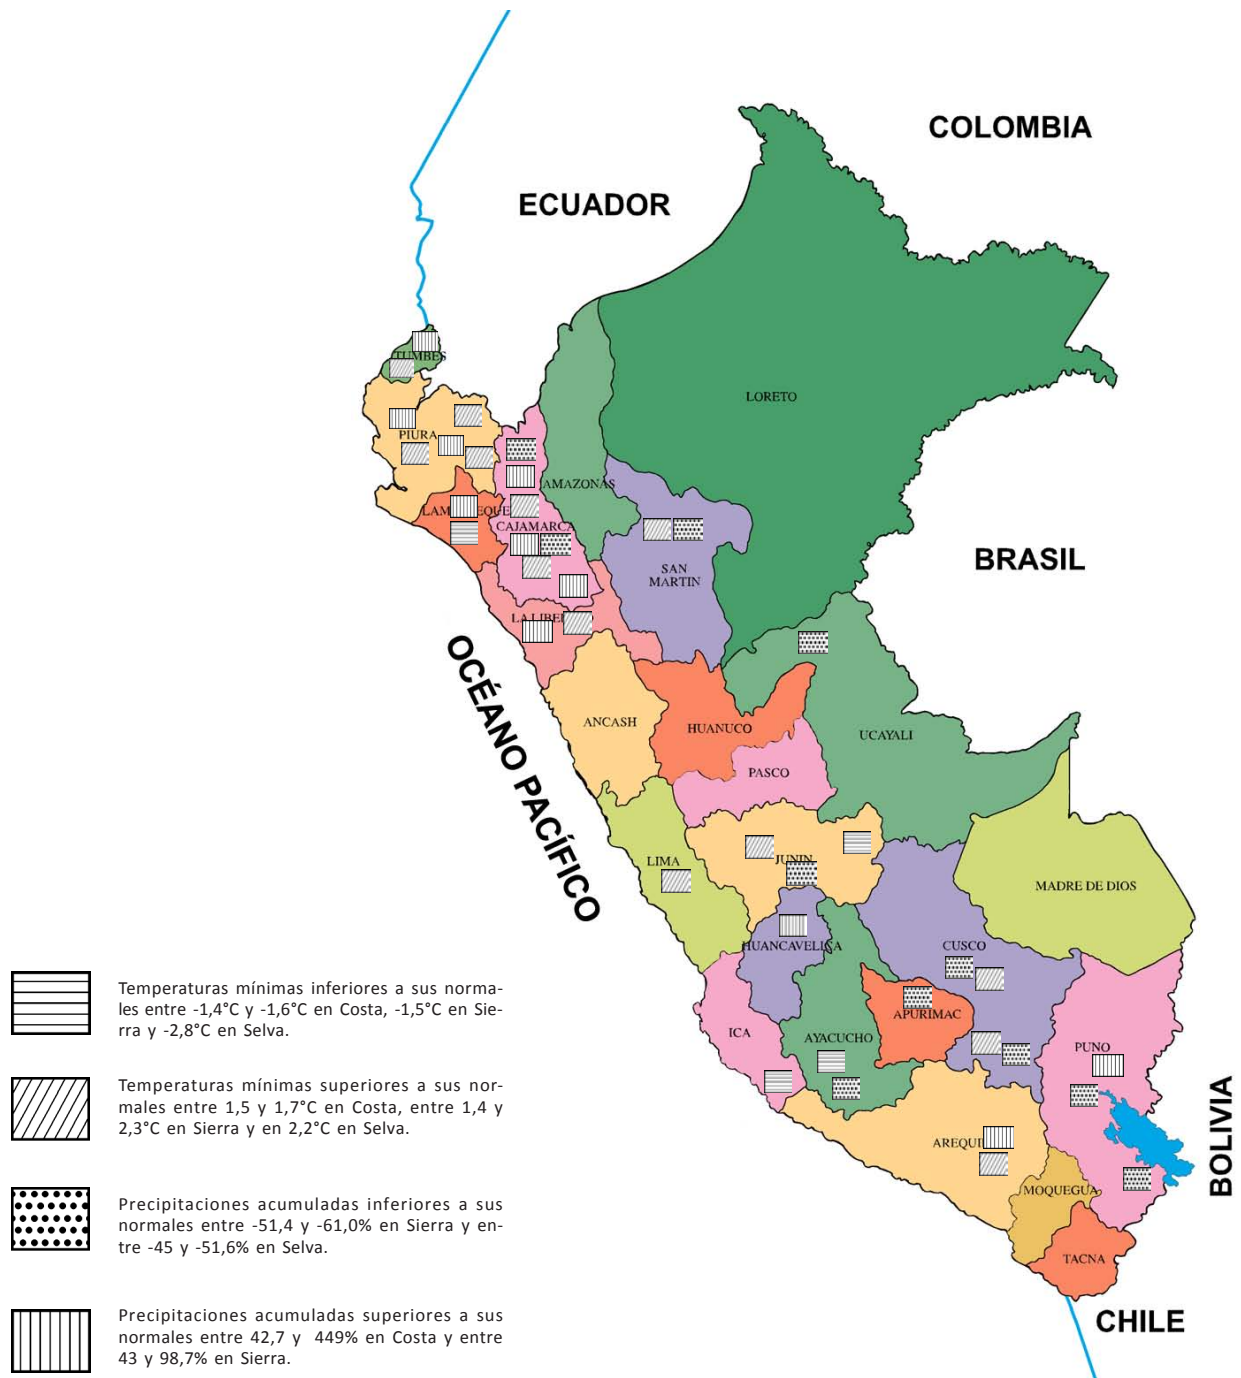 COLOMBIA
ECUADOR
TUMBES
LORETO
PIURA
AMAZONAS
CAJAMARCA
BRASIL
SAN
MARTIN
OCÉANO PACÍFICO
ANCASH
HUANUCO
UCAYALI
PASCO
LIMA
JUNIN
MADRE DE DIOS
HUANCAVELICA
CUSCO
ICA
AYACUCHO
APURIMAC
PUNO
MOQUEGUA
TACNA
BOLIVIA
CHILE
Temperaturas mínimas inferiores a sus norma-
les entre -1,4°C y -1,6°C en Costa, -1,5°C en Sie-
rra y -2,8°C en Selva.
Temperaturas mínimas superiores a sus nor-
males entre 1,5 y 1,7°C en Costa, entre 1,4 y
2,3°C en Sierra y en 2,2°C en Selva.
Precipitaciones acumuladas inferiores a sus
normales entre -51,4 y -61,0% en Sierra y en-
tre -45 y -51,6% en Selva.
Precipitaciones acumuladas superiores a sus
normales entre 42,7 y 449% en Costa y entre
43 y 98,7% en Sierra.